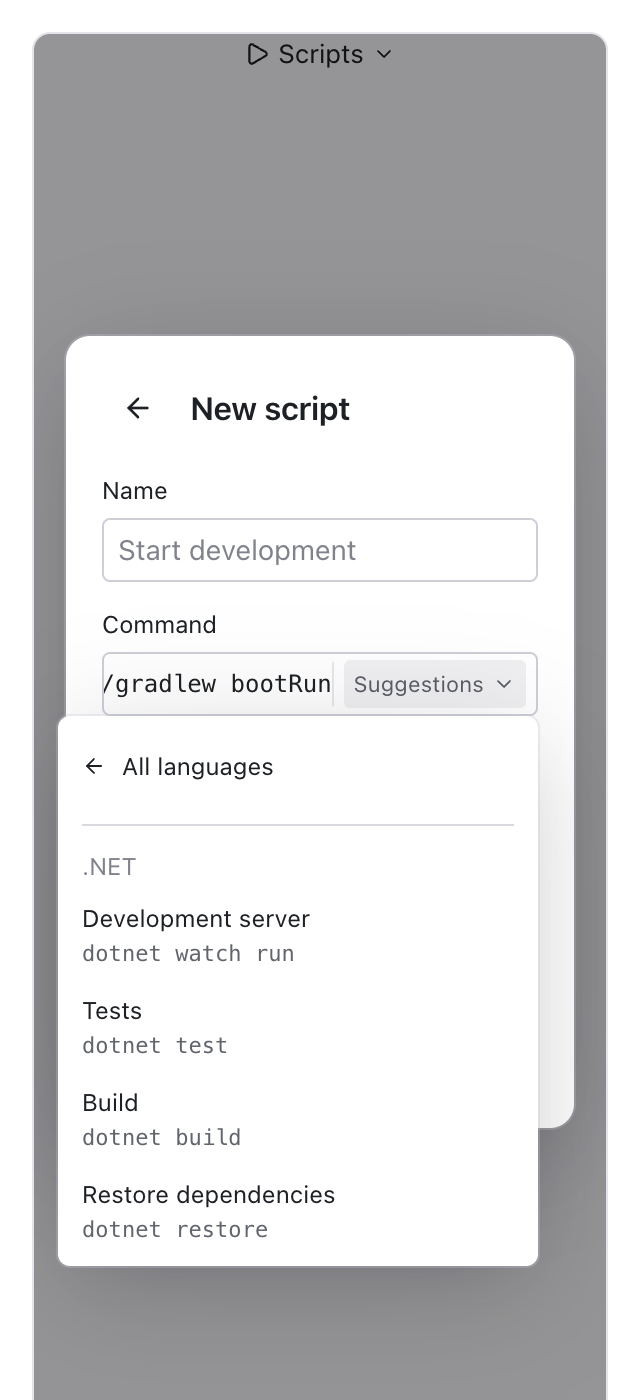 Scripts
New script
Name
Start development
Command
/gradlew bootRun
Suggestions
All languages
.NET
Development server
dotnet watch run
Tests
dotnet test
Build
dotnet build
Restore dependencies
dotnet restore